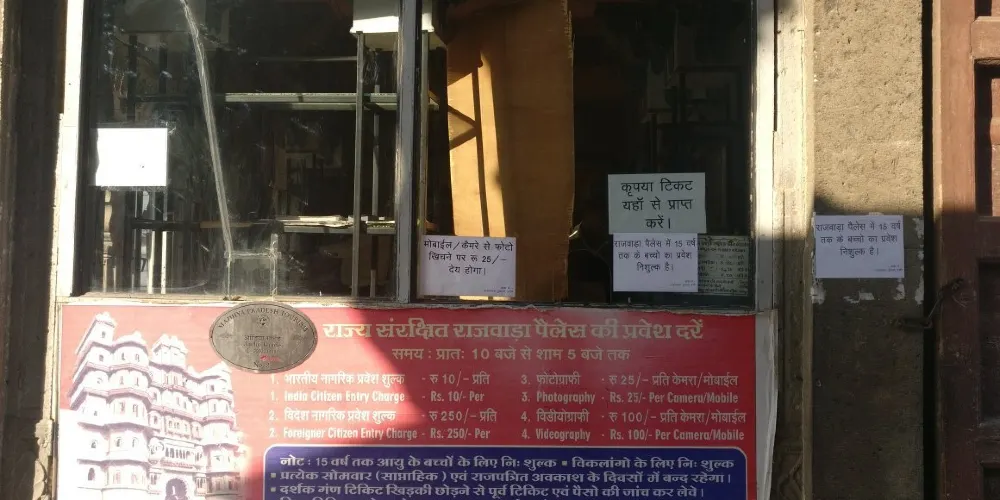 कृपया टिकट
यहाँ से प्राप्त
करें।
मोबाईल/कैमरे से फोटो
खिचने पर रू 25/-
देय होगा।
राजवाड़ा पैलेस में 15 वर्ष
तक के बच्चो का प्रवेश
निशुल्क है।
राजवाड़ा पैलेस में 15 वर्ष
तक के बच्चो का प्रवेश
निशुल्क है।
MADHYA PRADESH TOURISM
राज्य संरक्षित राजवाड़ा पैलेस की प्रवेश दरें
समय : प्रातः 10 बजे से शाम 5 बजे तक
1. भारतीय नागरिक प्रवेश शुल्क - रु 10/- प्रति
1. India Citizen Entry Charge - Rs. 10/- Per
2. विदेश नागरिक प्रवेश शुल्क - रु 250/- प्रति
2. Foreigner Citizen Entry Charge - Rs. 250/- Per
3. फोटोग्राफी - रु 25/- प्रति केमरा/मोबाईल
3. Photography - Rs. 25/- Per Camera/Mobile
4. विडीयोग्राफी - रु 100/- प्रति केमरा/मोबाईल
4. Videography - Rs. 100/- Per Camera/Mobile
नोट : 15 वर्ष तक आयु के बच्चों के लिए निः शुल्क ▪ विकलांगो के लिए निः शुल्क
▪ प्रत्येक सोमवार (साप्ताहिक) एवं राजपत्रित अवकाश के दिवसों में बन्द रहेगा।
▪ दर्शक गण टिकिट खिड़की छोड़ने से पूर्व टिकिट एवं पैसो की जांच कर लेवे।